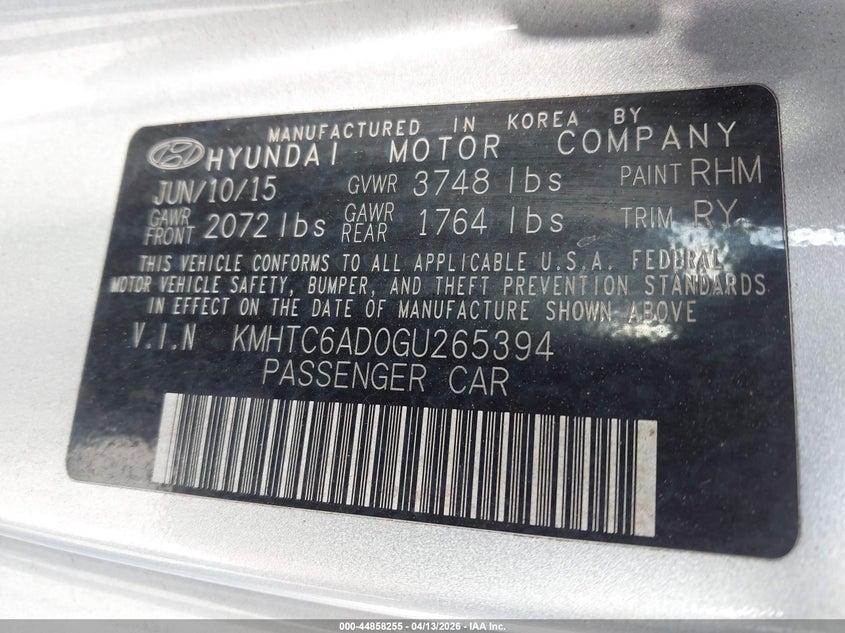 MANUFACTURED IN KOREA BY
HYUNDAI MOTOR COMPANY
JUN/10/15 GVWR 3748 lbs PAINT RHM
GAWR FRONT 2072 lbs GAWR REAR 1764 lbs TRIM RY
THIS VEHICLE CONFORMS TO ALL APPLICABLE U.S.A. FEDERAL
MOTOR VEHICLE SAFETY, BUMPER, AND THEFT PREVENTION STANDARDS
IN EFFECT ON THE DATE OF MANUFACTURE SHOWN ABOVE
V.I.N KMHTC6AD0GU265394
PASSENGER CAR
000-44858255 - 04/13/2026 - IAA Inc.